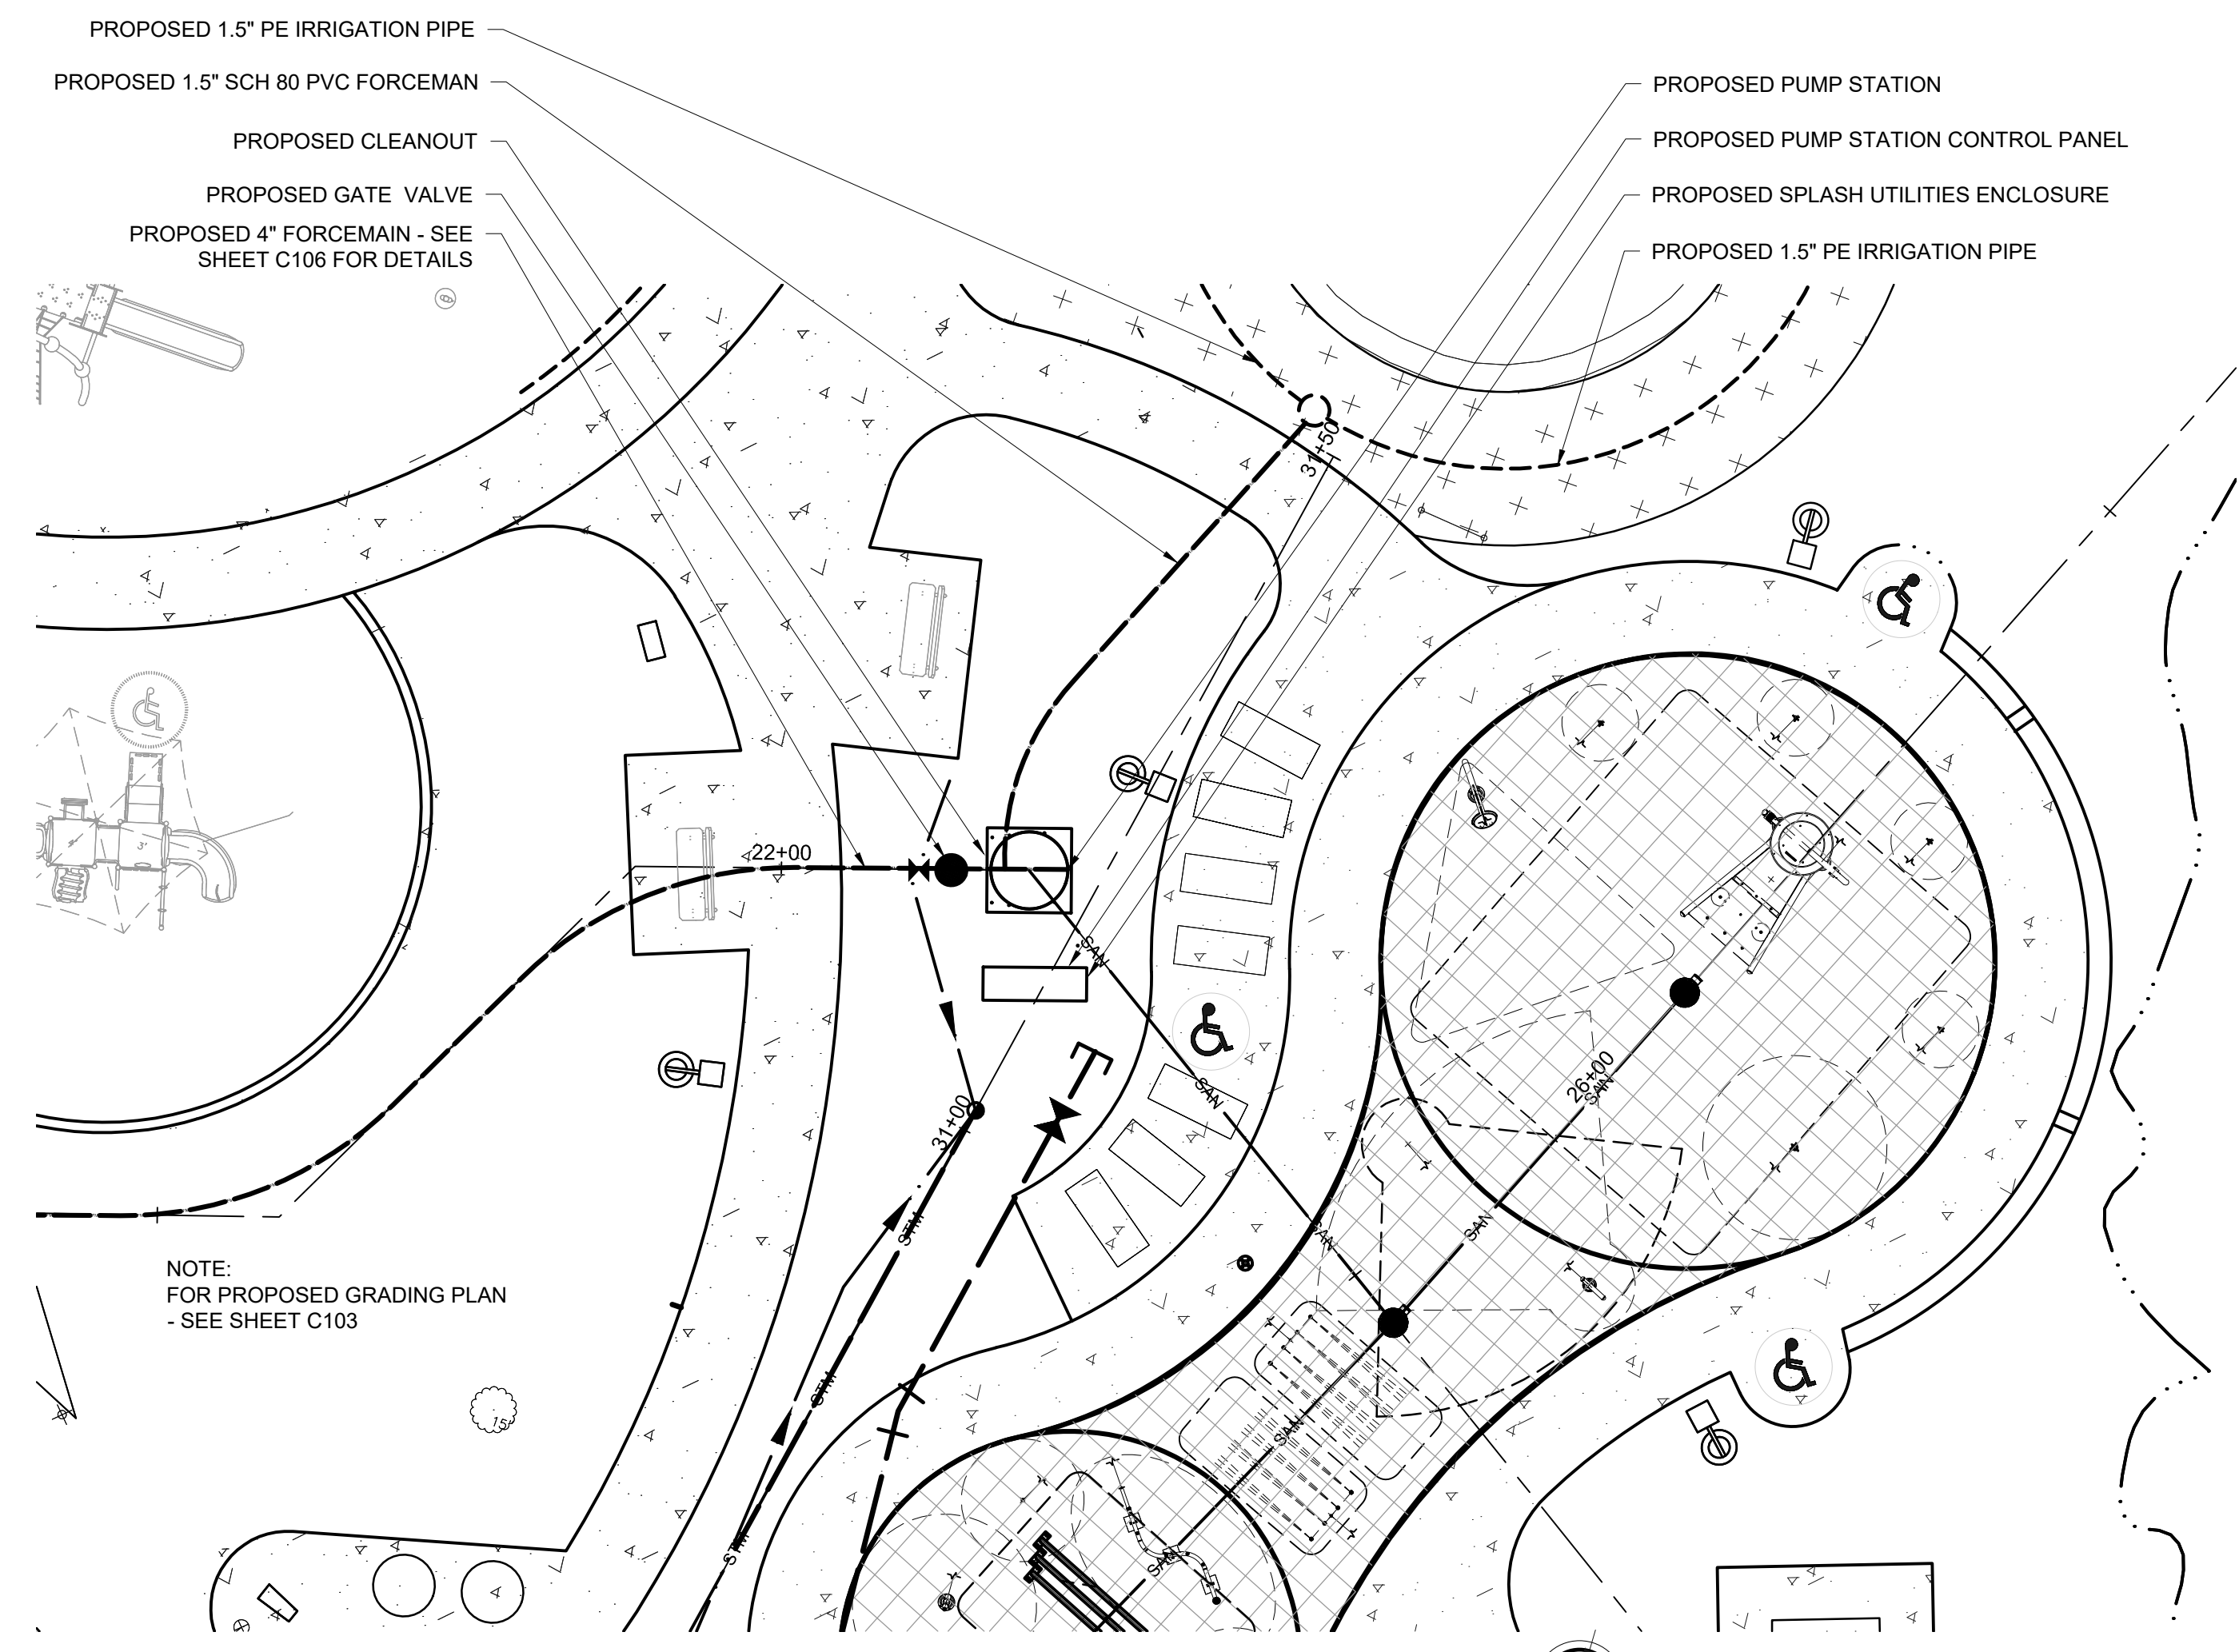 PROPOSED 1.5" PE IRRIGATION PIPE
PROPOSED 1.5" SCH 80 PVC FORCEMAN
PROPOSED CLEANOUT
PROPOSED GATE VALVE
PROPOSED 4" FORCEMAIN - SEE
SHEET C106 FOR DETAILS
PROPOSED PUMP STATION
PROPOSED PUMP STATION CONTROL PANEL
PROPOSED SPLASH UTILITIES ENCLOSURE
PROPOSED 1.5" PE IRRIGATION PIPE
31+50
22+00
3'
SAN
SAN
26+00
SAN
31+00
STM
SAN
SAN
NOTE:
FOR PROPOSED GRADING PLAN
- SEE SHEET C103
STM
15"
SAN
STM
SAN